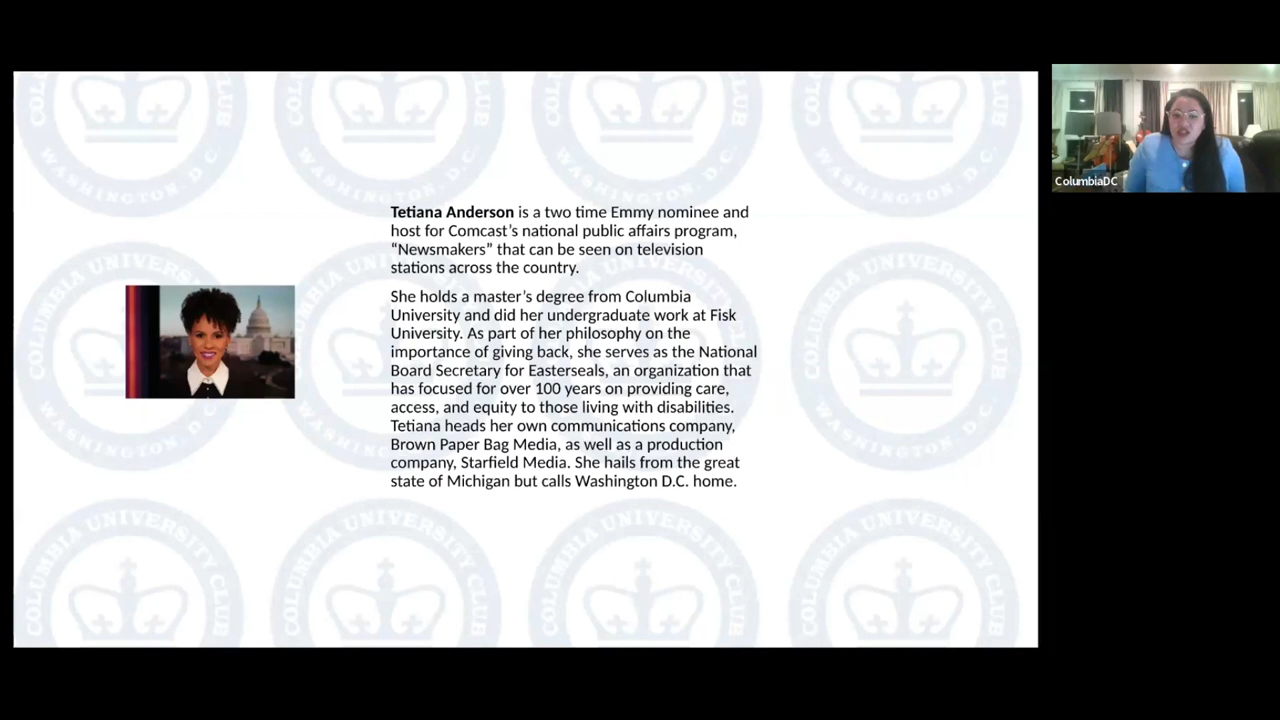 Tetiana Anderson is a two time Emmy nominee and
host for Comcast’s national public affairs program,
“Newsmakers” that can be seen on television
stations across the country.
She holds a master’s degree from Columbia
University and did her undergraduate work at Fisk
University. As part of her philosophy on the
importance of giving back, she serves as the National
Board Secretary for Easterseals, an organization that
has focused for over 100 years on providing care,
access, and equity to those living with disabilities.
Tetiana heads her own communications company,
Brown Paper Bag Media, as well as a production
company, Starfield Media. She hails from the great
state of Michigan but calls Washington D.C. home.
ColumbiaDC
COLUMBIA UNIVERSITY CLUB
WASHINGTON, D.C.